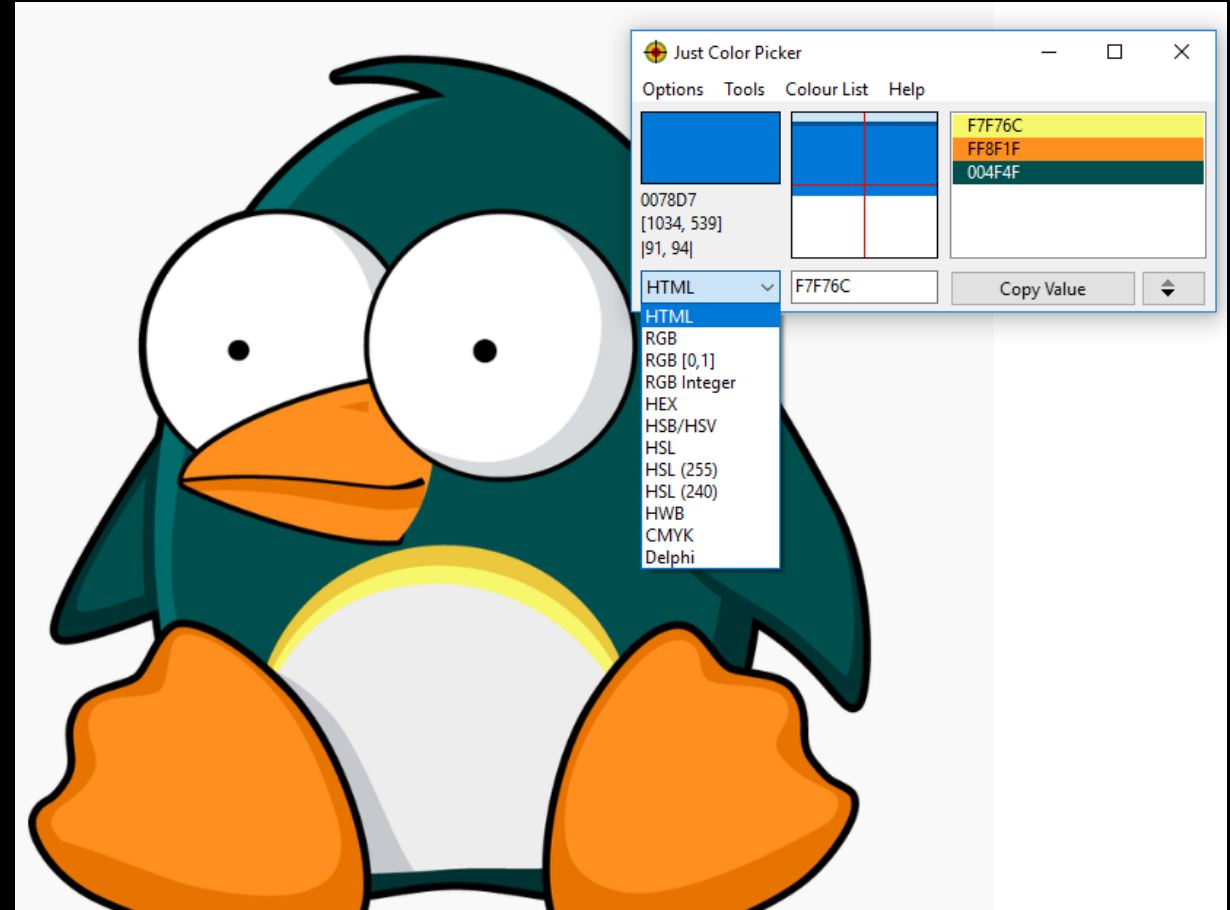 Just Color Picker
Options Tools Colour List Help
F7F76C
FF8F1F
004F4F
0078D7
[1034, 539]
|91, 94|
HTML
F7F76C
Copy Value
HTML
RGB
RGB [0,1]
RGB Integer
HEX
HSB/HSV
HSL
HSL (255)
HSL (240)
HWB
CMYK
Delphi